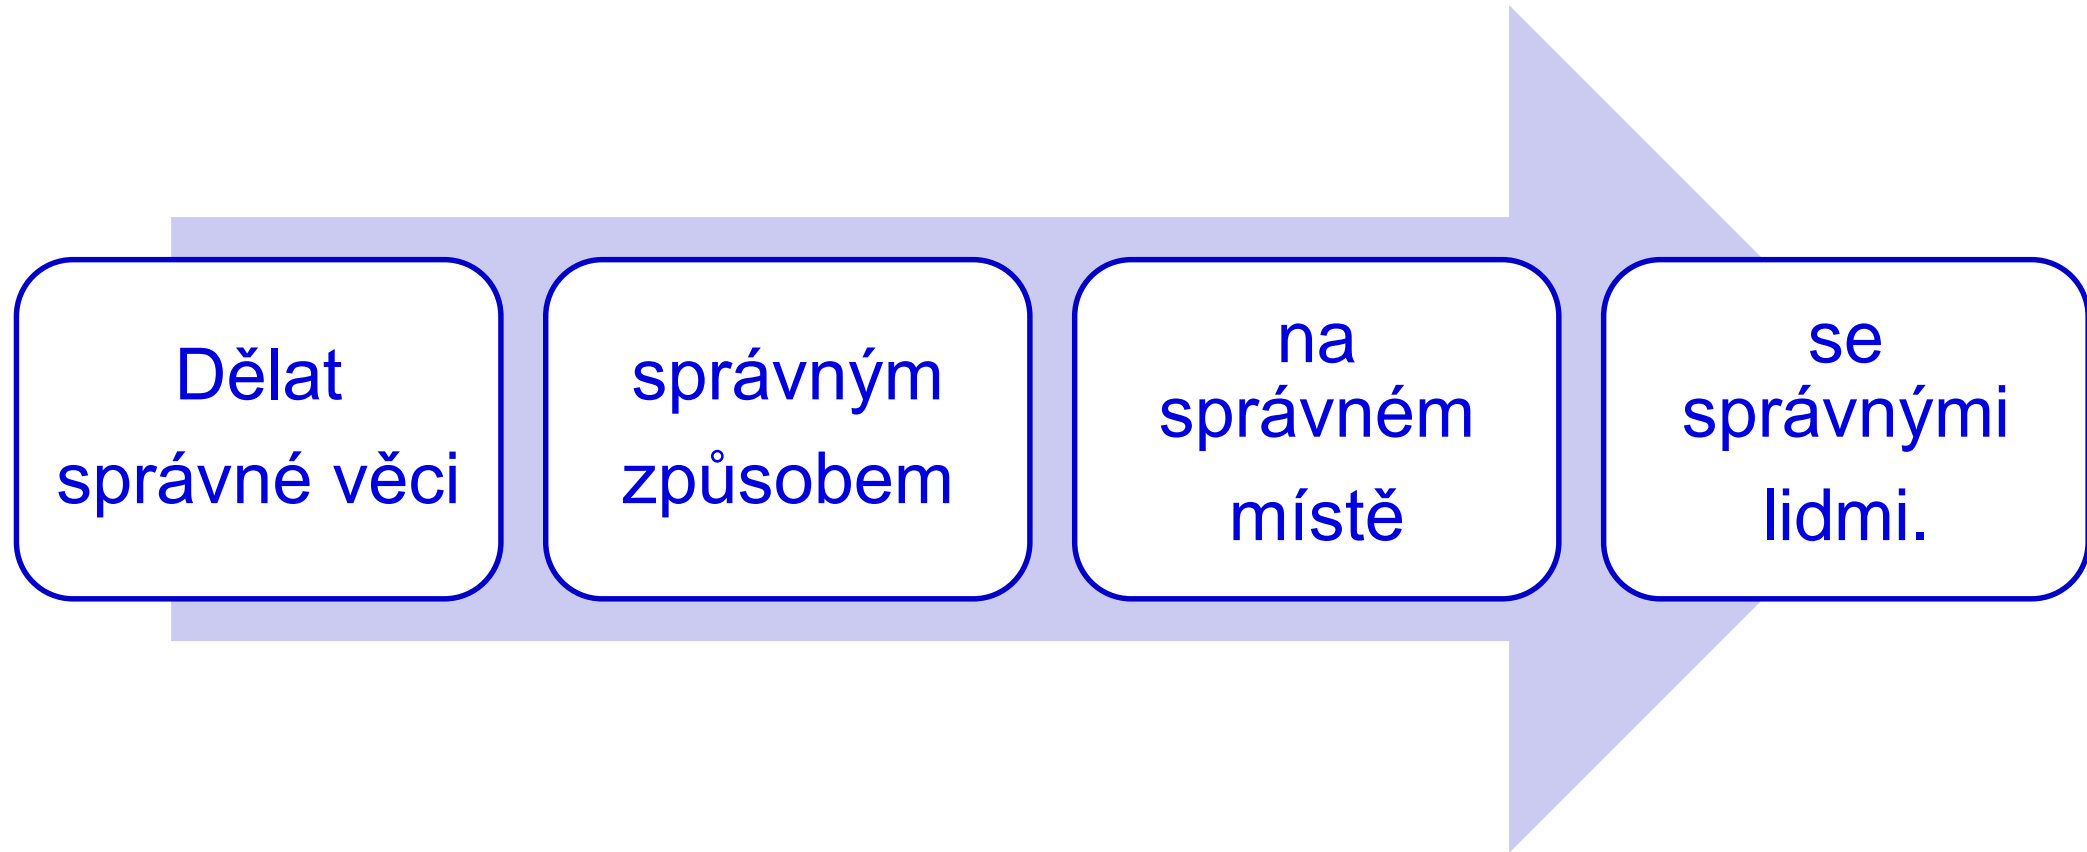 Dělat
správné věci
správným
způsobem
na
správném
místě
se
správnými
lidmi.